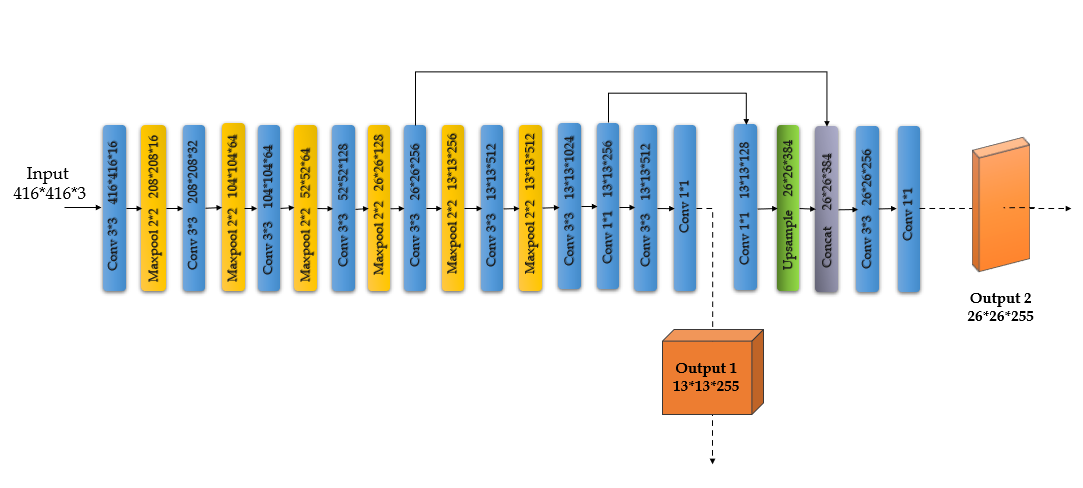 Input
416*416*3
Conv 3*3 416*416*16
Maxpool 2*2 208*208*16
Conv 3*3 208*208*32
Maxpool 2*2 104*104*64
Conv 3*3 104*104*64
Maxpool 2*2 52*52*64
Conv 3*3 52*52*128
Maxpool 2*2 26*26*128
Conv 3*3 26*26*256
Maxpool 2*2 13*13*256
Conv 3*3 13*13*512
Maxpool 2*2 13*13*512
Conv 3*3 13*13*1024
Conv 1*1 13*13*256
Conv 3*3 13*13*512
Conv 1*1
Conv 1*1 13*13*128
Upsample 26*26*384
Concat 26*26*384
Conv 3*3 26*26*256
Conv 1*1
Output 2
26*26*255
Output 1
13*13*255